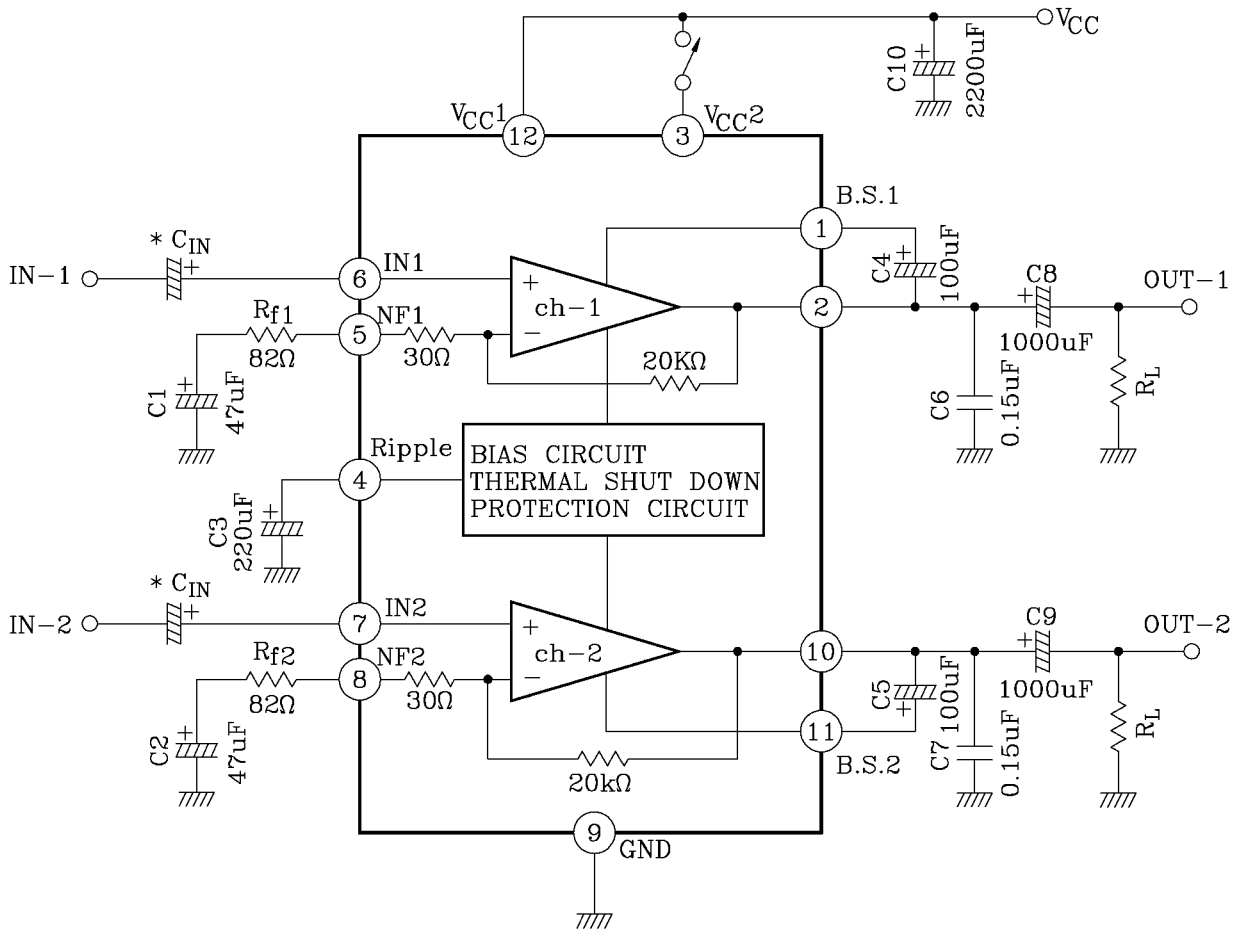 VCC
C10
2200uF
VCC1
12
3
VCC2
B.S.1
1
* CIN
+
IN-1
6
IN1
+
ch-1
−
C4
+
100uF
2
C8
+
1000uF
OUT-1
Rf1
82Ω
5
NF1
30Ω
20KΩ
C1
+
47uF
C6
0.15uF
RL
Ripple
4
BIAS CIRCUIT
THERMAL SHUT DOWN
PROTECTION CIRCUIT
C3
+
220uF
* CIN
+
IN-2
7
IN2
+
ch-2
−
10
C9
+
1000uF
OUT-2
Rf2
82Ω
8
NF2
30Ω
C5
+
100uF
11
B.S.2
C2
+
47uF
20kΩ
C7
0.15uF
RL
9
GND
+